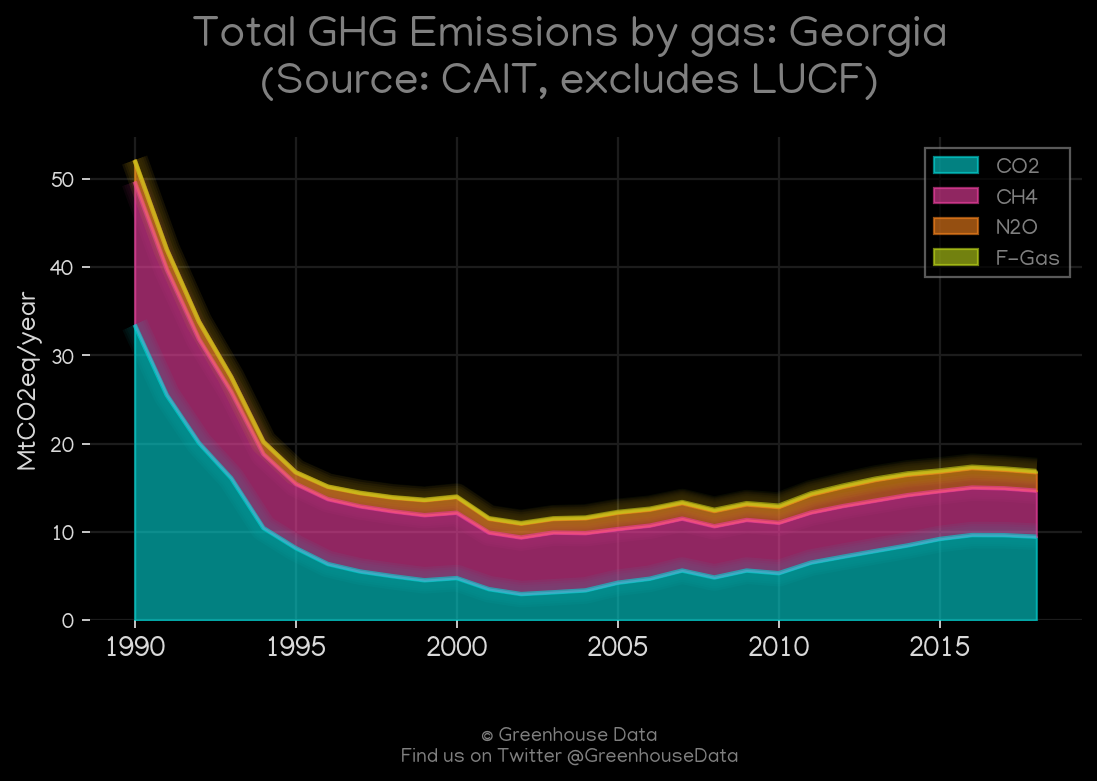 Total GHG Emissions by gas: Georgia
(Source: CAIT, excludes LUCF)
CO2
CH4
N2O
F-Gas
MtCO2eq/year
50
40
30
20
10
0
1990 1995 2000 2005 2010 2015
© Greenhouse Data
Find us on Twitter @GreenhouseData